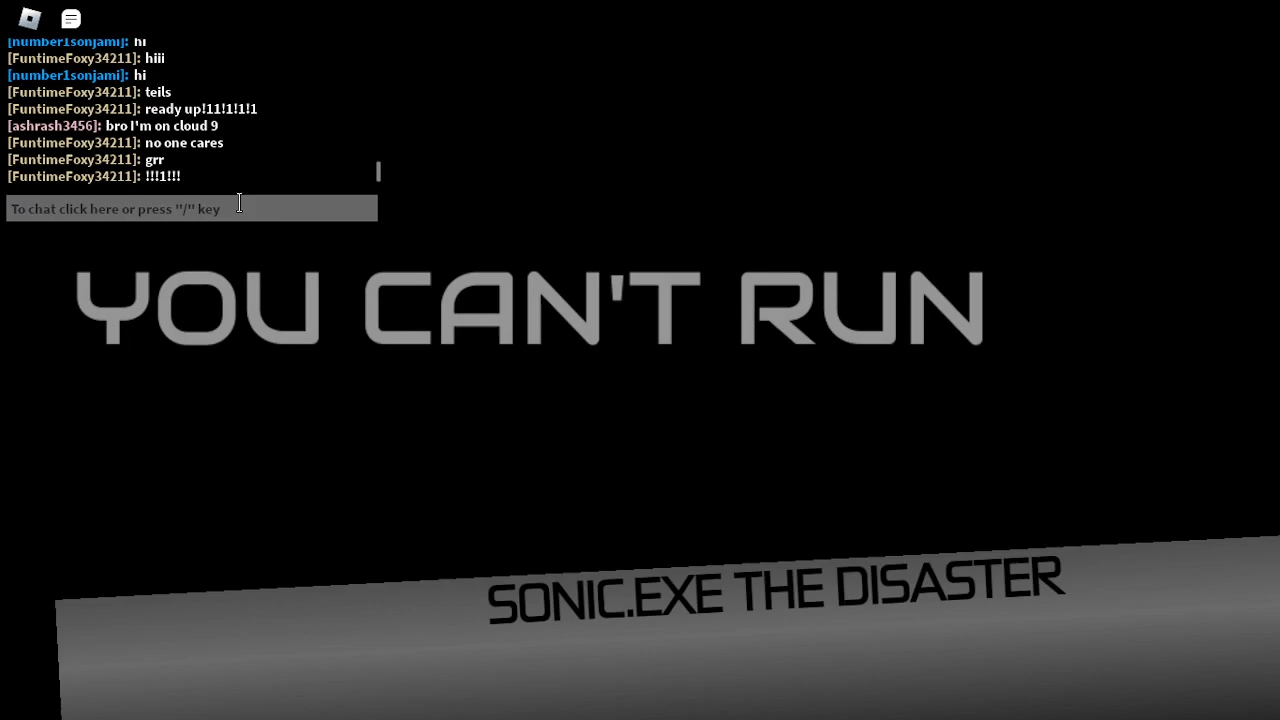 [number1sonjami]: hi
[FuntimeFoxy34211]: hiii
[number1sonjami]: hi
[FuntimeFoxy34211]: teils
[FuntimeFoxy34211]: ready up!11!1!1!1
[ashrash3456]: bro I'm on cloud 9
[FuntimeFoxy34211]: no one cares
[FuntimeFoxy34211]: grr
[FuntimeFoxy34211]: !!!1!!!
To chat click here or press "/" key
YOU CAN'T RUN
SONIC.EXE THE DISASTER